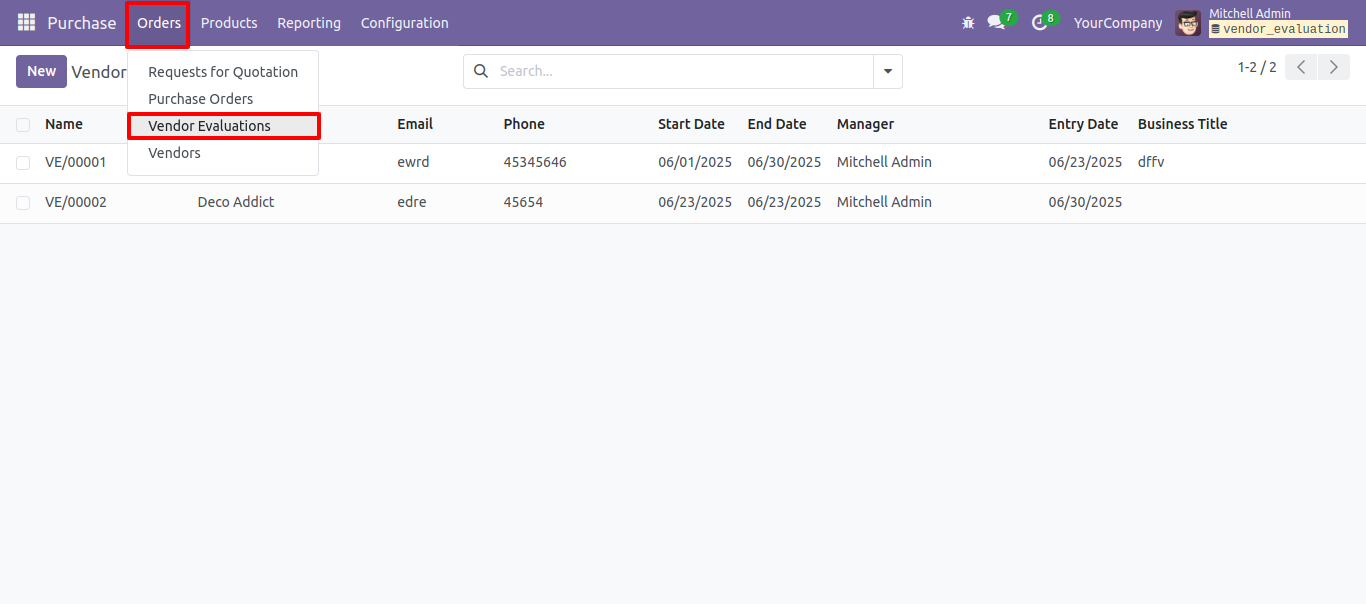 Purchase Orders Products Reporting Configuration 7 8 YourCompany Mitchell Admin
vendor_evaluation
New Vendor Search... 1-2 / 2
Requests for Quotation
Purchase Orders
Vendor Evaluations
Vendors
Name Email Phone Start Date End Date Manager Entry Date Business Title
VE/00001 ewrd 45345646 06/01/2025 06/30/2025 Mitchell Admin 06/23/2025 dffv
VE/00002 Deco Addict edre 45654 06/23/2025 06/23/2025 Mitchell Admin 06/30/2025